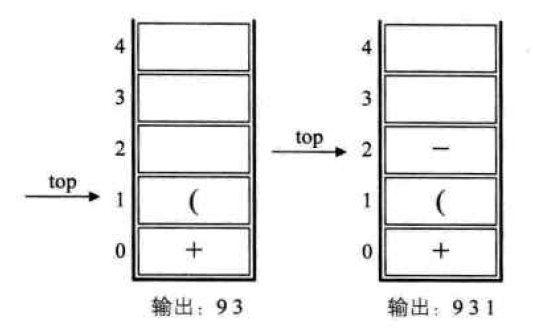 4 4
3 3
top 2 2 −
top 1 ( 1 (
0 + 0 +
输出：9 3 输出：9 3 1